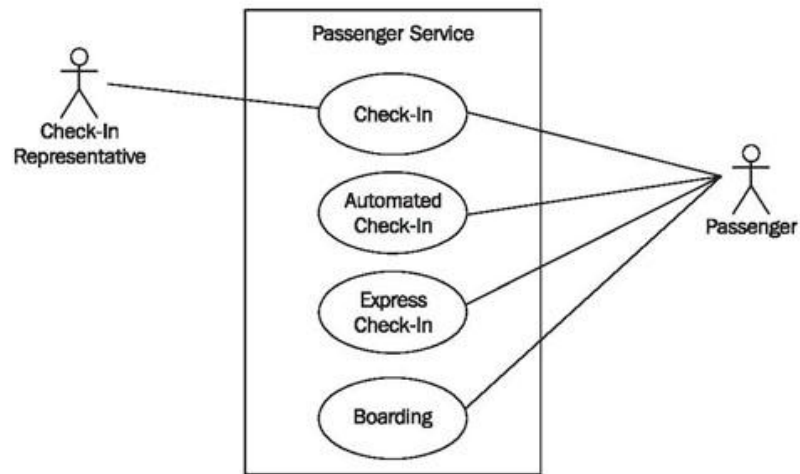 Passenger Service
Check-In
Representative
Check-In
Automated
Check-In
Express
Check-In
Boarding
Passenger